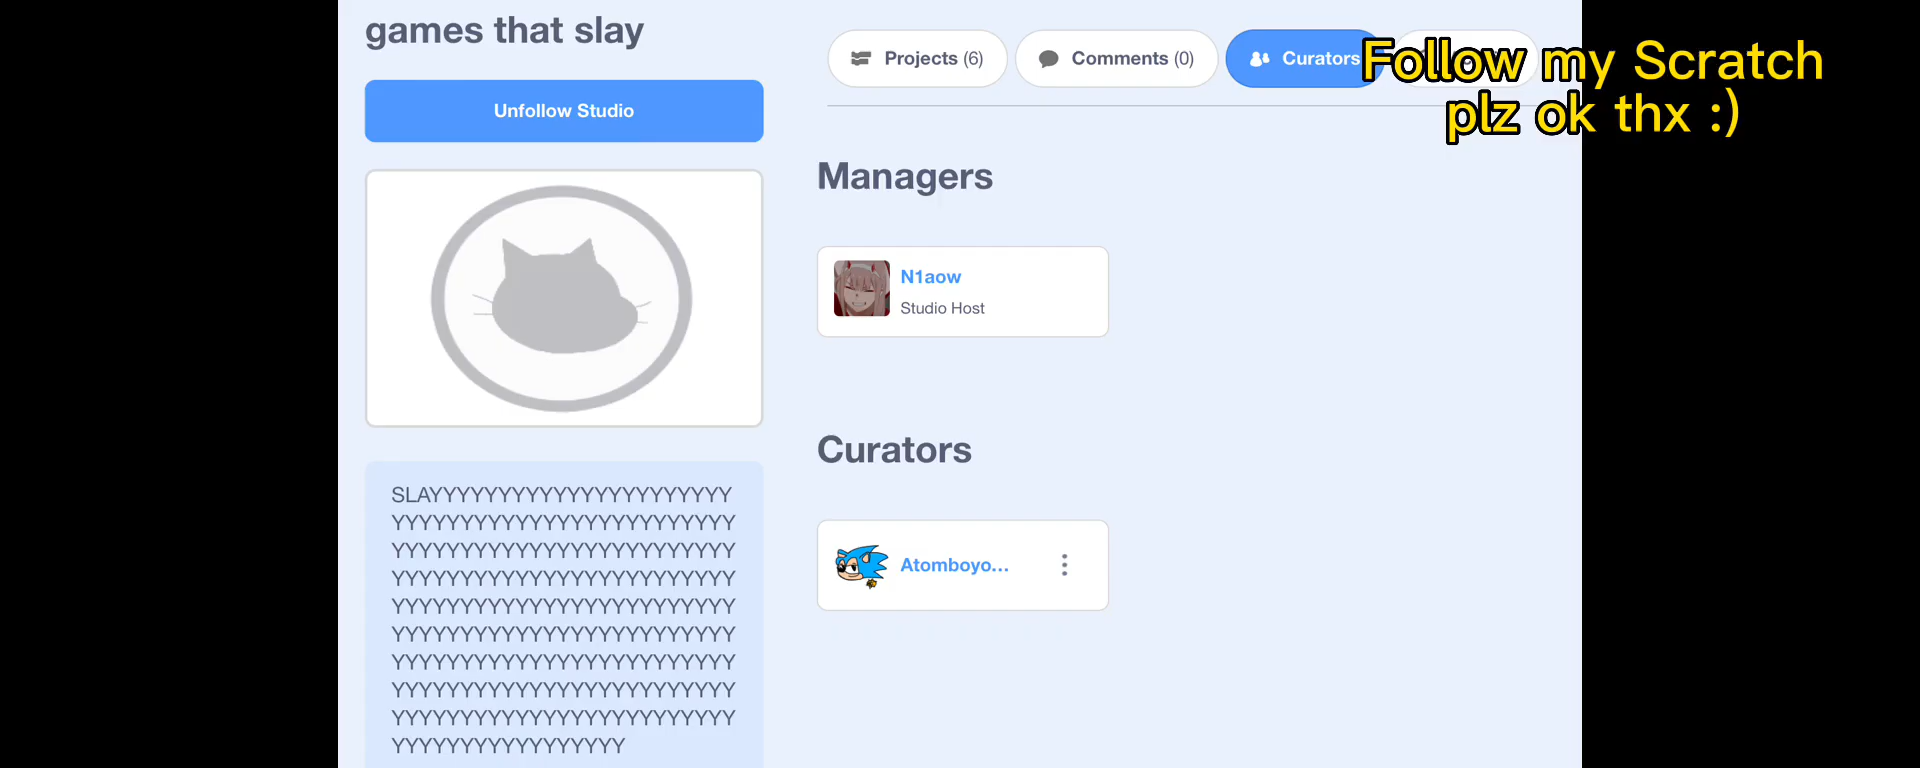 games that slay
Unfollow Studio
Projects (6)
Comments (0)
Curators
Follow my Scratch
plz ok thx :)
Managers
N1aow
Studio Host
Curators
Atomboyo...
SLAYYYYYYYYYYYYYYYYYYYYYYY
YYYYYYYYYYYYYYYYYYYYYYYYY
YYYYYYYYYYYYYYYYYYYYYYYYY
YYYYYYYYYYYYYYYYYYYYYYYYY
YYYYYYYYYYYYYYYYYYYYYYYYY
YYYYYYYYYYYYYYYYYYYYYYYYY
YYYYYYYYYYYYYYYYYYYYYYYYY
YYYYYYYYYYYYYYYYYYYYYYYYY
YYYYYYYYYYYYYYYYYYYYYYYYY
YYYYYYYYYYYYYYYYY